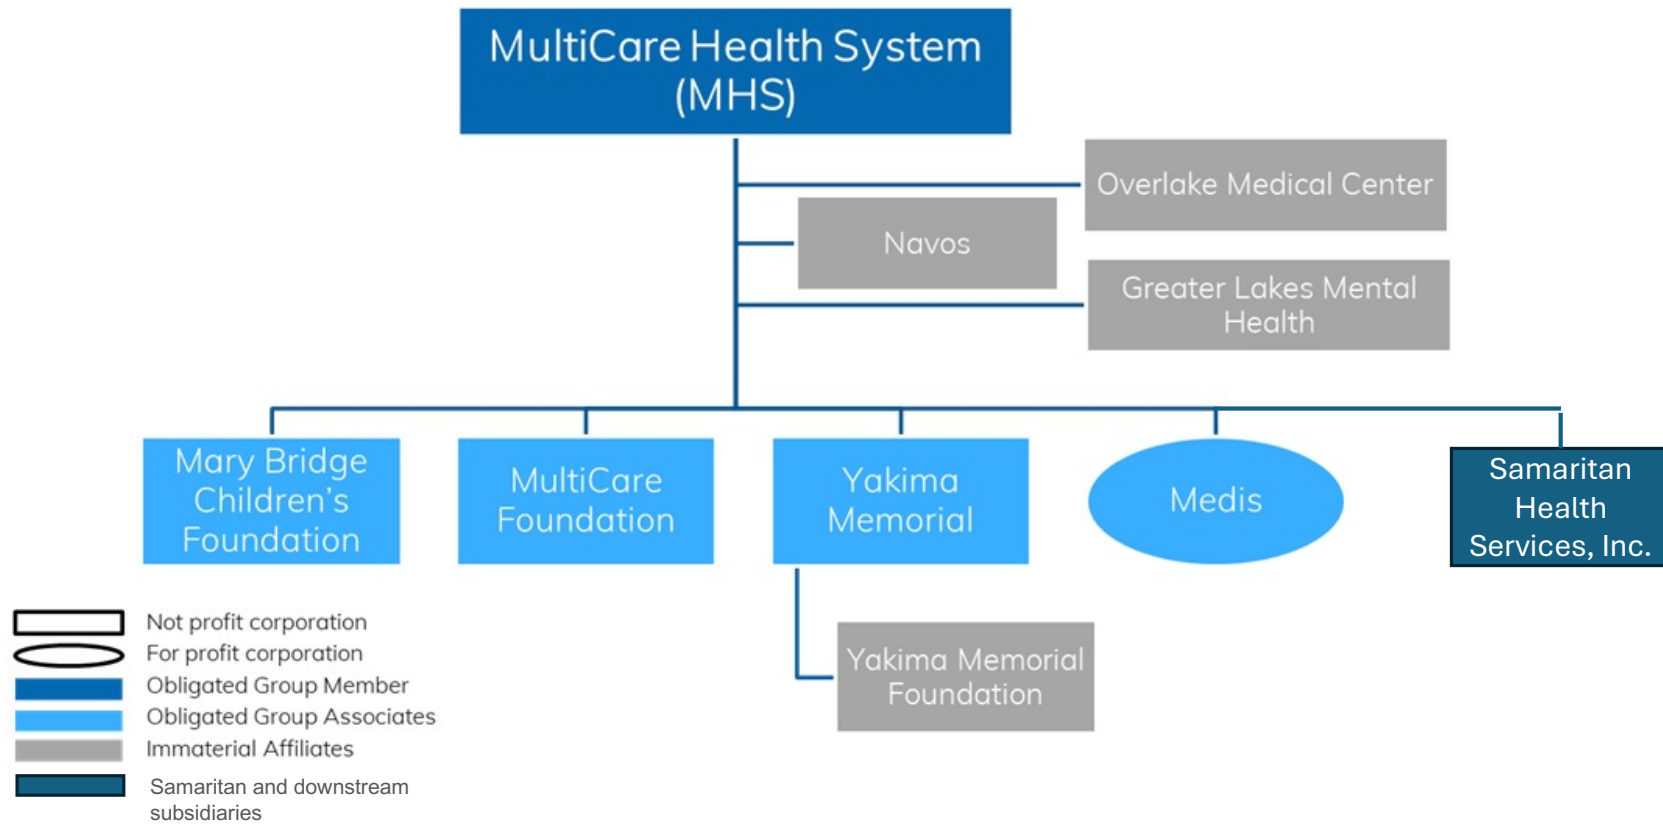 MultiCare Health System
(MHS)
Overlake Medical Center
Navos
Greater Lakes Mental
Health
Mary Bridge
Children's
Foundation
MultiCare
Foundation
Yakima
Memorial
Medis
Samaritan
Health
Services, Inc.
Yakima Memorial
Foundation
Not profit corporation
For profit corporation
Obligated Group Member
Obligated Group Associates
Immaterial Affiliates
Samaritan and downstream
subsidiaries